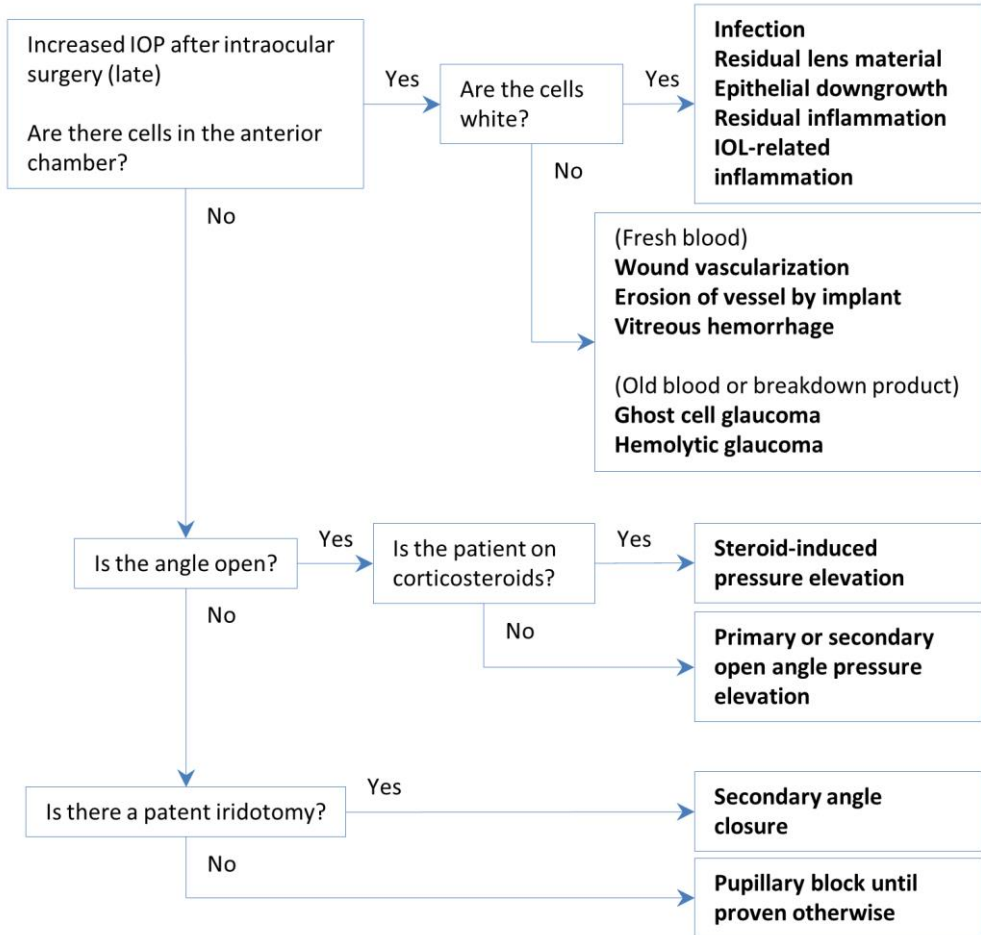 Increased IOP after intraocular
surgery (late)
Are there cells in the anterior
chamber?
Yes
Are the cells
white?
Yes
Infection
Residual lens material
Epithelial downgrowth
Residual inflammation
IOL-related
inflammation
No
No
(Fresh blood)
Wound vascularization
Erosion of vessel by implant
Vitreous hemorrhage
(Old blood or breakdown product)
Ghost cell glaucoma
Hemolytic glaucoma
Is the angle open?
Yes
Is the patient on
corticosteroids?
Yes
Steroid-induced
pressure elevation
No
No
Primary or secondary
open angle pressure
elevation
Is there a patent iridotomy?
Yes
Secondary angle
closure
No
Pupillary block until
proven otherwise